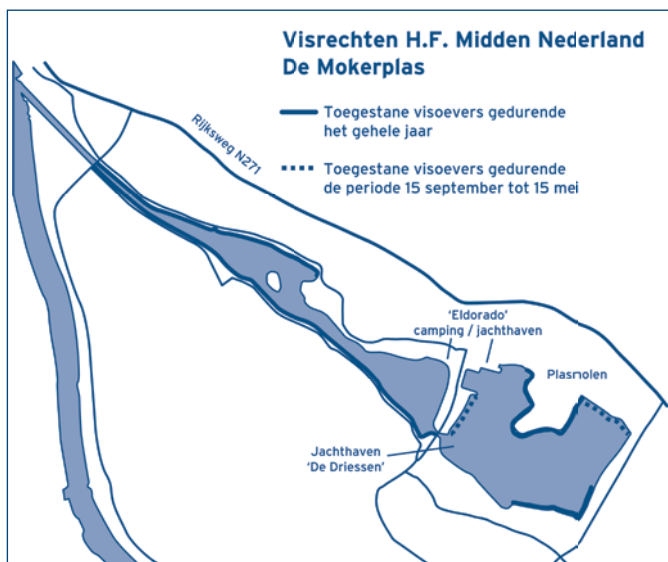 Visrechten H.F. Midden Nederland
De Mokerplas
Toegestane visoevers gedurende
het gehele jaar
Toegestane visoevers gedurende
de periode 15 september tot 15 mei
Rijksweg N271
'Eldorado'
camping / jachthaven
Plasmolen
Jachthaven
'De Driessen'